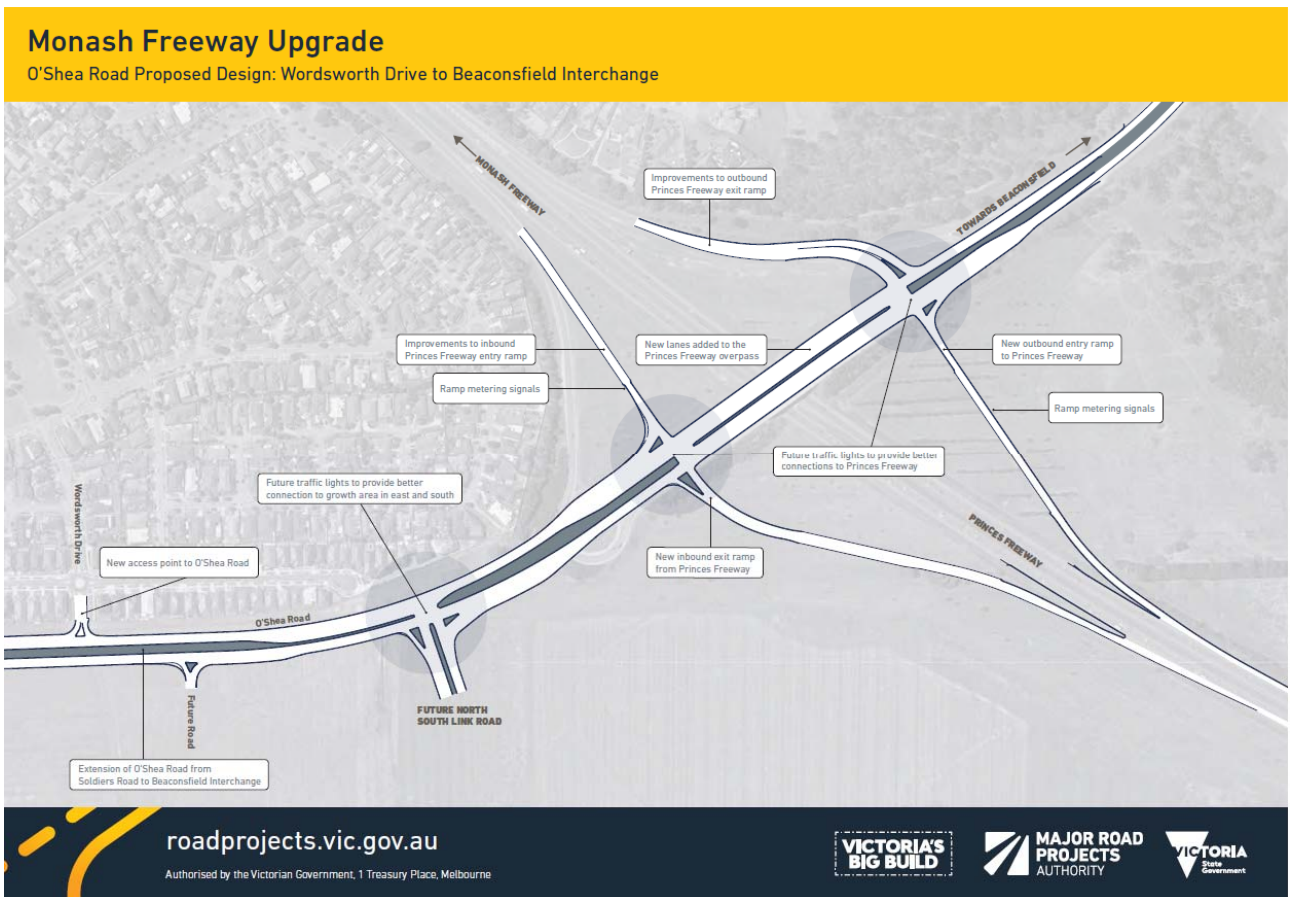 Monash Freeway Upgrade
O'Shea Road Proposed Design: Wordsworth Drive to Beaconsfield Interchange
MONASH FREEWAY
Improvements to outbound
Princes Freeway exit ramp
TOWARDS BEACONSFIELD
Improvements to inbound
Princes Freeway entry ramp
New lanes added to the
Princes Freeway overpass
New outbound entry ramp
to Princes Freeway
Ramp metering signals
Ramp metering signals
Future traffic lights to provide better
connections to Princes Freeway
Future traffic lights to provide better
connection to growth area in east and south
Wordsworth Drive
PRINCES FREEWAY
New access point to O'Shea Road
New inbound exit ramp
from Princes Freeway
O'Shea Road
Future Road
FUTURE NORTH
SOUTH LINK ROAD
Extension of O'Shea Road from
Soldiers Road to Beaconsfield Interchange
roadprojects.vic.gov.au
Authorised by the Victorian Government, 1 Treasury Place, Melbourne
VICTORIA'S
BIG BUILD
MAJOR ROAD
PROJECTS
AUTHORITY
VICTORIA
State
Government